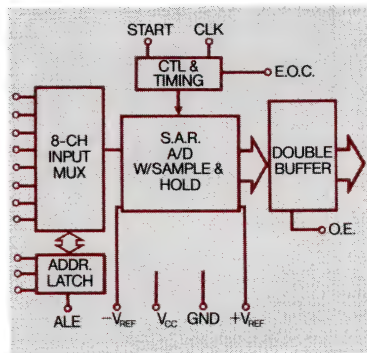 START CLK
CTL &
TIMING
E.O.C.
8-CH
INPUT
MUX
S.A.R.
A/D
W/SAMPLE &
HOLD
DOUBLE
BUFFER
O.E.
ADDR.
LATCH
ALE
–VREF
VCC
GND
+VREF